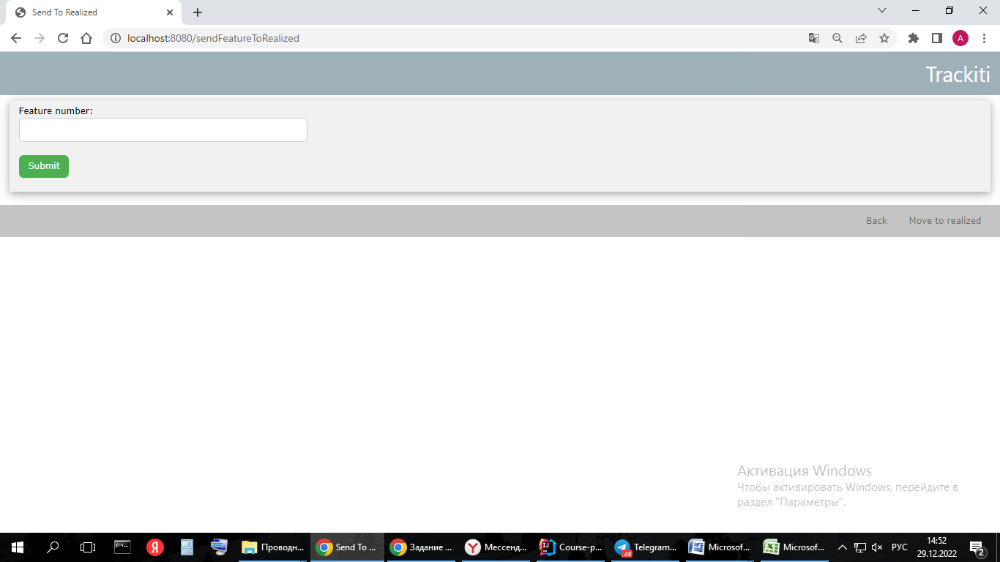 Send To Realized
localhost:8080/sendFeatureToRealized
A
Trackiti
Feature number:
Submit
Back Move to realized
Активация Windows
Чтобы активировать Windows, перейдите в
раздел "Параметры".
Я
Проводн...
Send To ...
Задание ...
Y
Мессенд...
IJ
Course-p...
48
Telegram...
Microsof...
Microsof...
РУС
14:52
29.12.2022
2